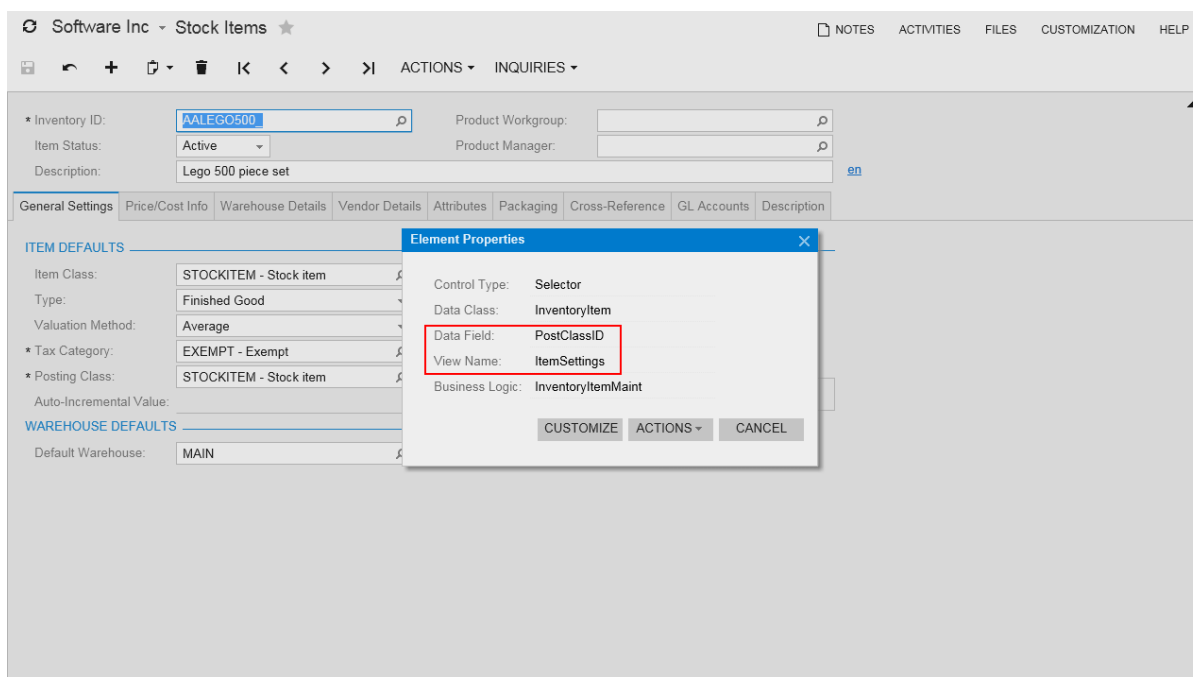 Software Inc Stock Items NOTES ACTIVITIES FILES CUSTOMIZATION HELP
ACTIONS INQUIRIES
* Inventory ID: AALEGO500_ Product Workgroup:
Item Status: Active Product Manager:
Description: Lego 500 piece set en
General Settings Price/Cost Info Warehouse Details Vendor Details Attributes Packaging Cross-Reference GL Accounts Description
Element Properties
ITEM DEFAULTS
Item Class: STOCKITEM - Stock item
Type: Finished Good
Valuation Method: Average
* Tax Category: EXEMPT - Exempt
* Posting Class: STOCKITEM - Stock item
Auto-Incremental Value:
WAREHOUSE DEFAULTS
Default Warehouse: MAIN
Control Type: Selector
Data Class: InventoryItem
Data Field: PostClassID
View Name: ItemSettings
Business Logic: InventoryItemMaint
CUSTOMIZE ACTIONS CANCEL